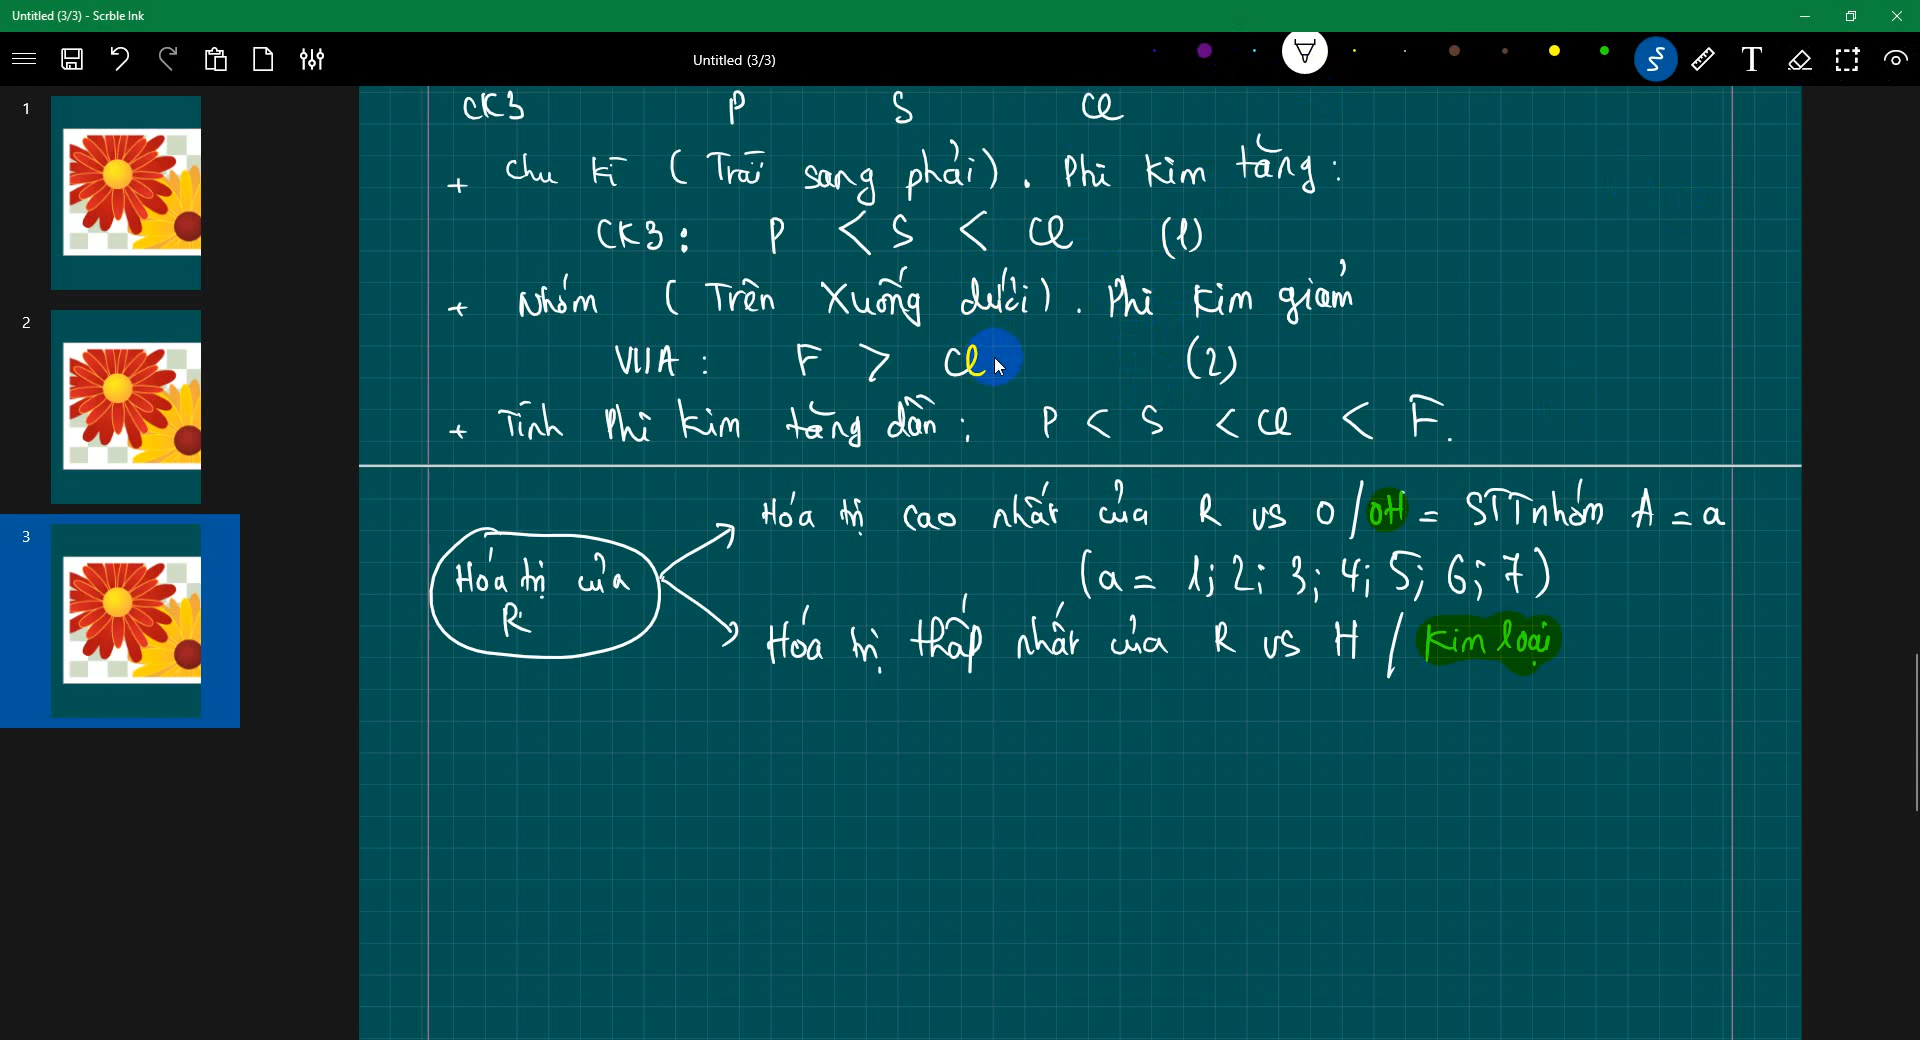 Untitled (3/3) - Scrble Ink
Untitled (3/3)
1
2
3
CK3 P S Cl
+ Chu kì (Trái sang phải). Phi kim tăng:
CK3: P < S < Cl (1)
+ Nhóm (Trên xuống dưới). Phi kim giảm
VIIA: F > Cl (2)
+ Tính phi kim tăng dần: P < S < Cl < F.
Hóa trị của
R
Hóa trị cao nhất của R vs O / OH = STT nhóm A = a
(a = 1; 2; 3; 4; 5; 6; 7)
Hóa trị thấp nhất của R vs H / Kim loại